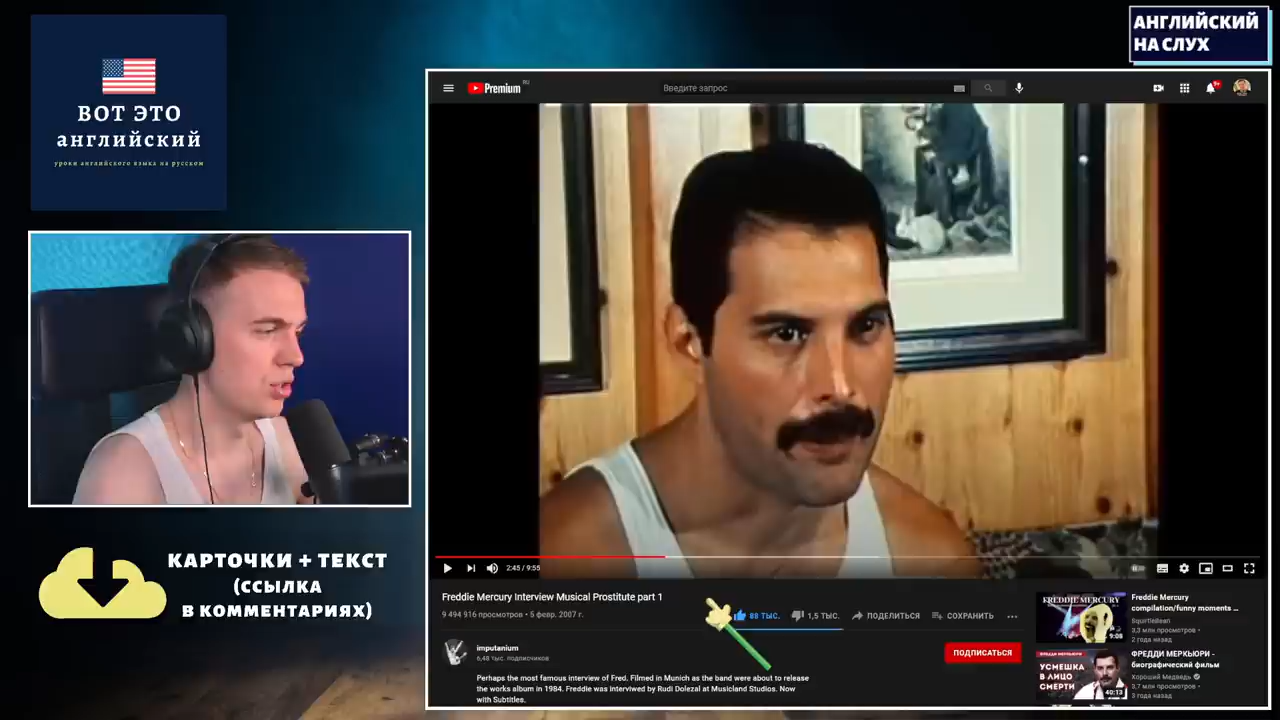 ВОТ ЭТО
английский
уроки английского языка на русском
АНГЛИЙСКИЙ
НА СЛУХ
Premium RU
Введите запрос
9+
2:45 / 9:55
Freddie Mercury Interview Musical Prostitute part 1
9 494 916 просмотров • 5 февр. 2007 г.
88 ТЫС.
1,5 ТЫС.
ПОДЕЛИТЬСЯ
СОХРАНИТЬ
imputanium
6,48 тыс. подписчиков
ПОДПИСАТЬСЯ
Perhaps the most famous interview of Fred. Filmed in Munich as the band were about to release
the works album in 1984. Freddie was interviwed by Rudi Dolezal at Musicland Studios. Now
with Subtitles.
FREDDIE MERCURY
9:08
Freddie Mercury
compilation/funny moments ...
SquirtleBean
3,3 млн просмотров •
2 года назад
УСМЕШКА
В ЛИЦО
СМЕРТИ
40:13
ФРЕДДИ МЕРКЬЮРИ -
биографический фильм
Хороший Медведь
3,7 млн просмотров •
3 года назад
КАРТОЧКИ + ТЕКСТ
(ССЫЛКА
В КОММЕНТАРИЯХ)